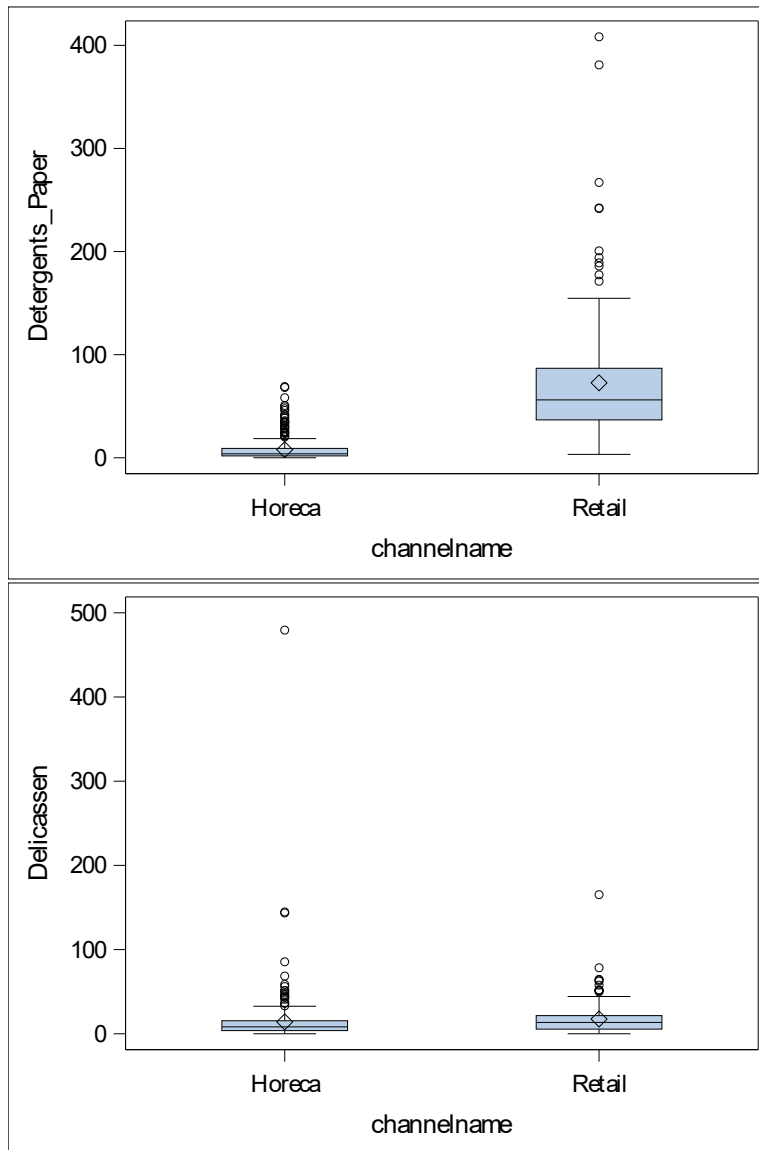 400
300
200
100
0
Detergents_Paper
Horeca
Retail
channelname
500
400
300
200
100
0
Delicassen
Horeca
Retail
channelname